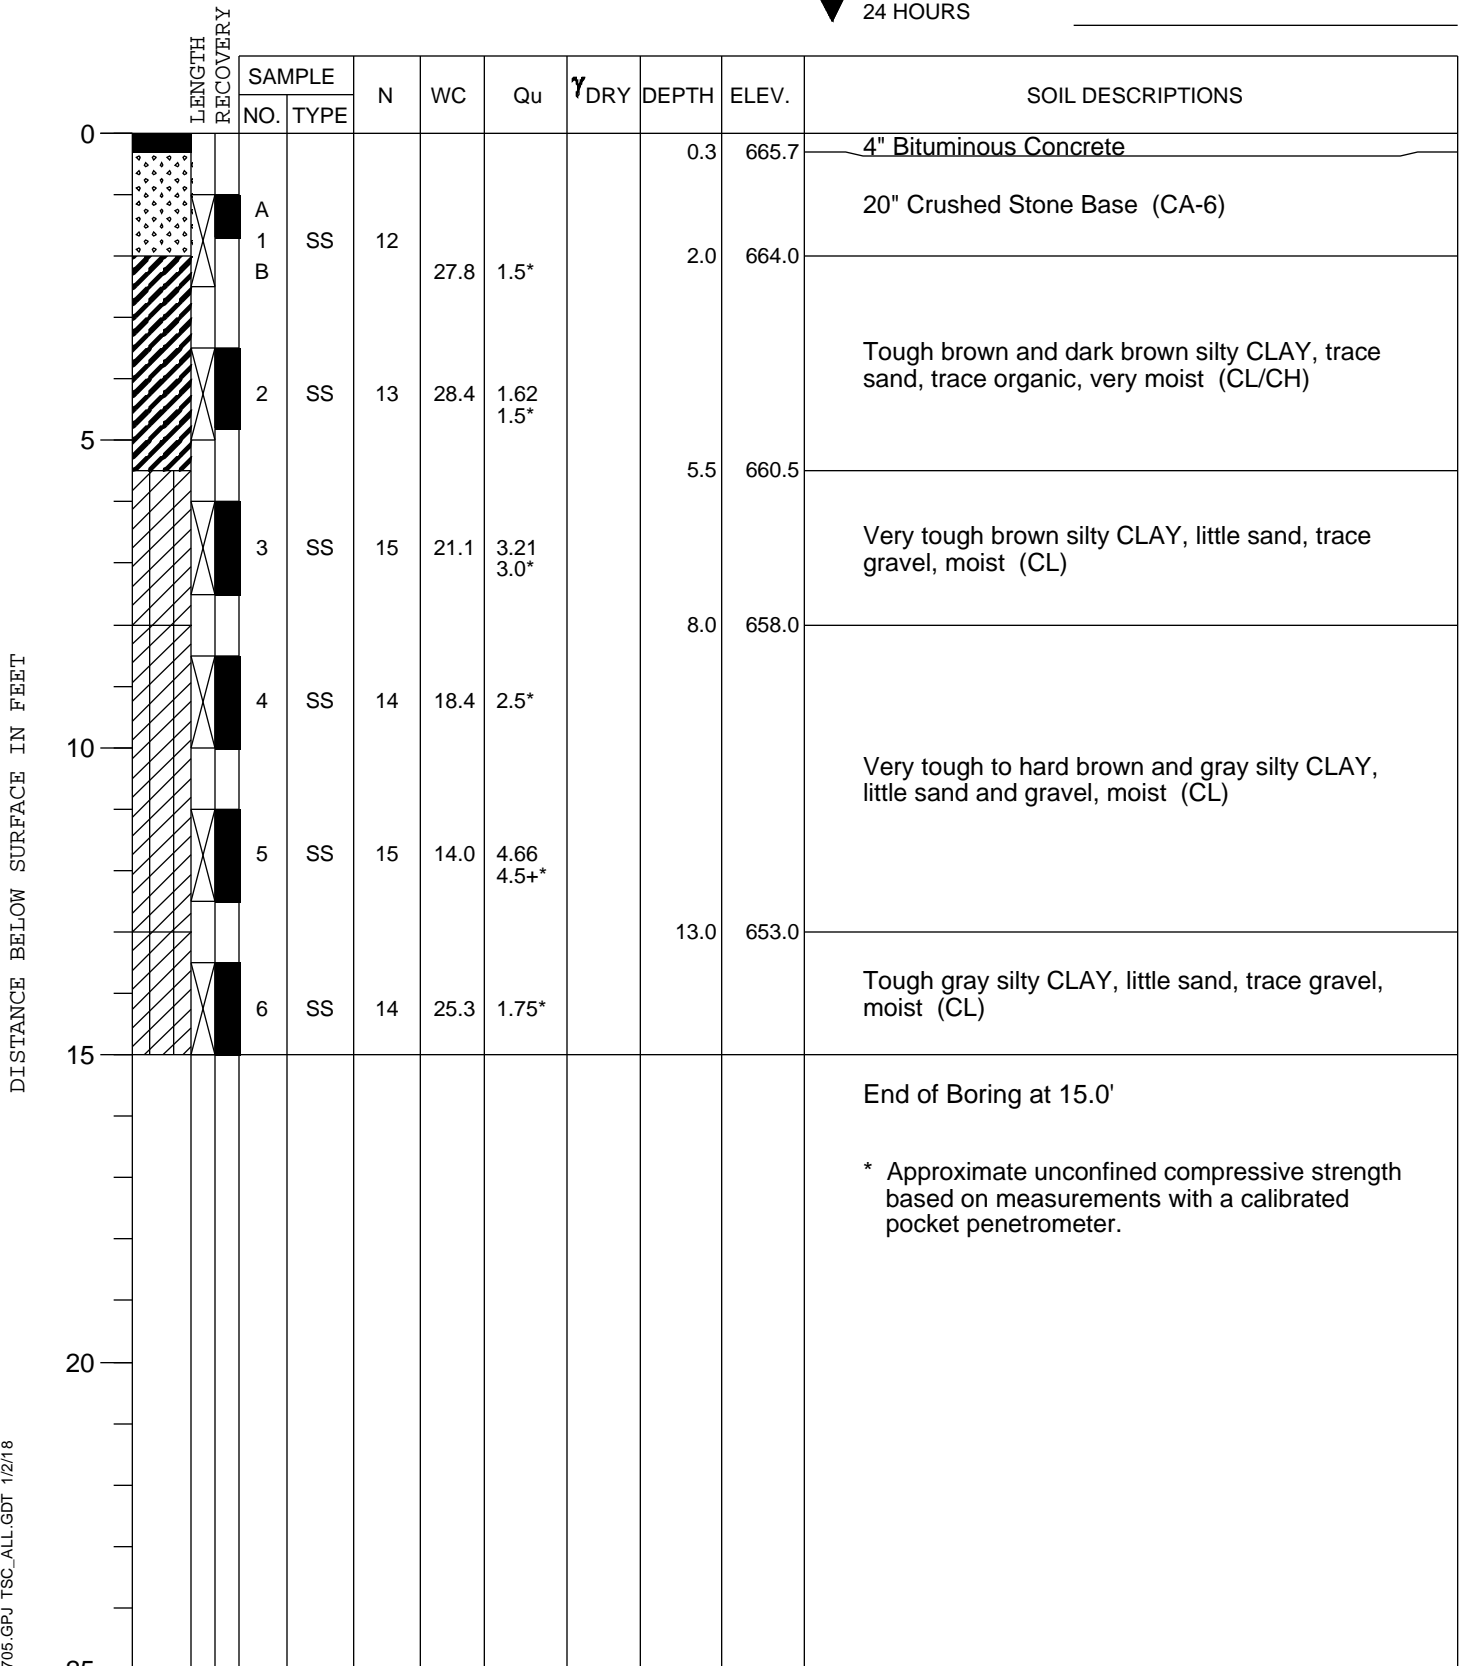 24 HOURS
LENGTH
RECOVERY
SAMPLE
NO. TYPE N WC Qu γDRY DEPTH ELEV. SOIL DESCRIPTIONS
0
0.3 665.7 4" Bituminous Concrete
20" Crushed Stone Base (CA-6)
A
1 SS 12
2.0 664.0
B 27.8 1.5*
Tough brown and dark brown silty CLAY, trace
sand, trace organic, very moist (CL/CH)
2 SS 13 28.4 1.62
1.5*
5
5.5 660.5
Very tough brown silty CLAY, little sand, trace
gravel, moist (CL)
3 SS 15 21.1 3.21
3.0*
8.0 658.0
4 SS 14 18.4 2.5*
10
Very tough to hard brown and gray silty CLAY,
little sand and gravel, moist (CL)
5 SS 15 14.0 4.66
4.5+*
13.0 653.0
Tough gray silty CLAY, little sand, trace gravel,
moist (CL)
6 SS 14 25.3 1.75*
15
End of Boring at 15.0'
* Approximate unconfined compressive strength
based on measurements with a calibrated
pocket penetrometer.
20
DISTANCE BELOW SURFACE IN FEET
705.GPJ TSC_ALL.GDT 1/2/18